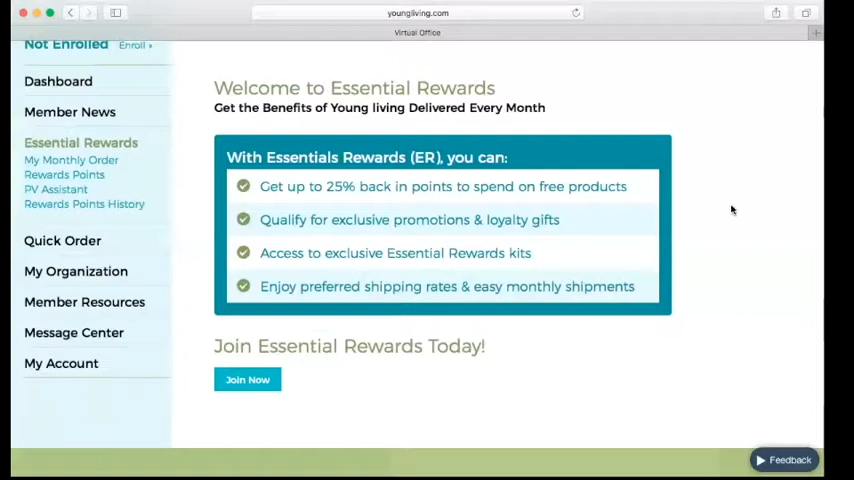 youngliving.com
Virtual Office
Not Enrolled Enroll »
Dashboard
Member News
Essential Rewards
My Monthly Order
Rewards Points
PV Assistant
Rewards Points History
Quick Order
My Organization
Member Resources
Message Center
My Account
Welcome to Essential Rewards
Get the Benefits of Young living Delivered Every Month
With Essentials Rewards (ER), you can:
Get up to 25% back in points to spend on free products
Qualify for exclusive promotions & loyalty gifts
Access to exclusive Essential Rewards kits
Enjoy preferred shipping rates & easy monthly shipments
Join Essential Rewards Today!
Join Now
Feedback